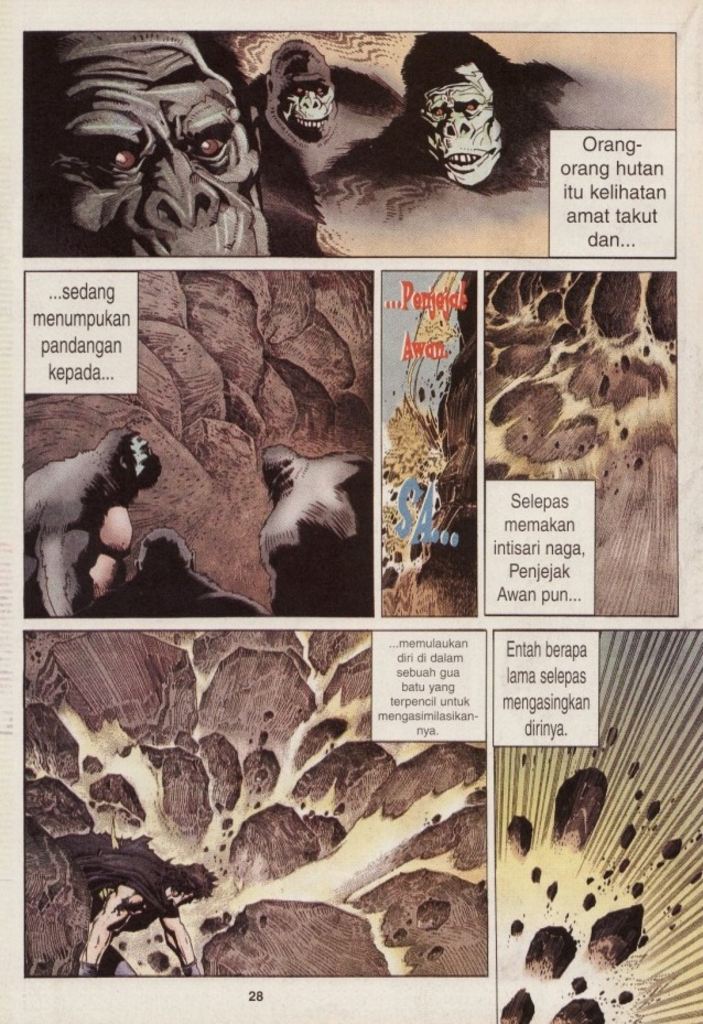 Orang-
orang hutan
itu kelihatan
amat takut
dan...
...sedang
menumpukan
pandangan
kepada...
...Penjejak
Awan.
SA...
Selepas
memakan
intisari naga,
Penjejak
Awan pun...
...memulaukan
diri di dalam
sebuah gua
batu yang
terpencil untuk
mengasimilasikan-
nya.
Entah berapa
lama selepas
mengasingkan
dirinya.
28